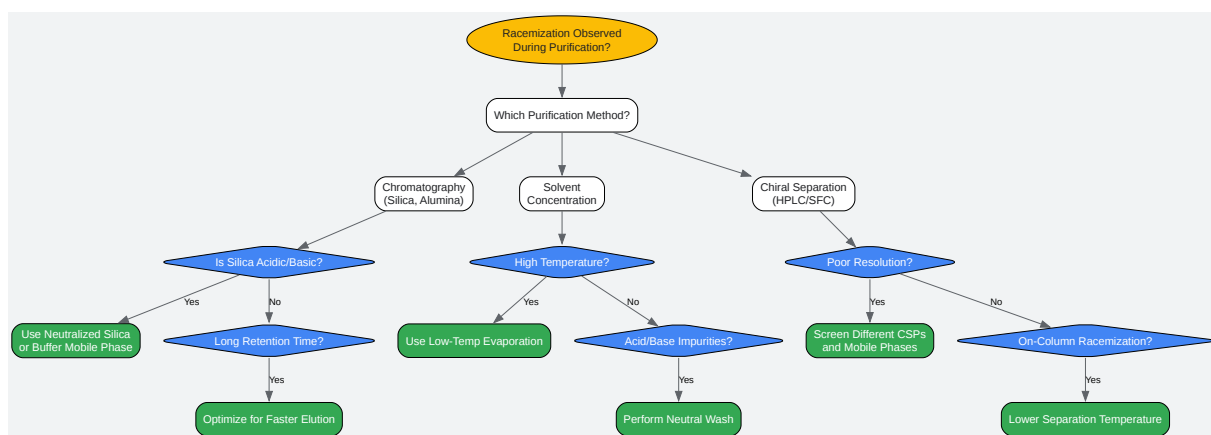 Racemization Observed
During Purification?
Which Purification Method?
Chromatography
(Silica, Alumina)
Solvent
Concentration
Chiral Separation
(HPLC/SFC)
Is Silica Acidic/Basic?
High Temperature?
Poor Resolution?
Yes
No
Yes
No
Yes
No
Use Neutralized Silica
or Buffer Mobile Phase
Long Retention Time?
Use Low-Temp Evaporation
Acid/Base Impurities?
Screen Different CSPs
and Mobile Phases
On-Column Racemization?
Yes
Yes
Yes
Optimize for Faster Elution
Perform Neutral Wash
Lower Separation Temperature